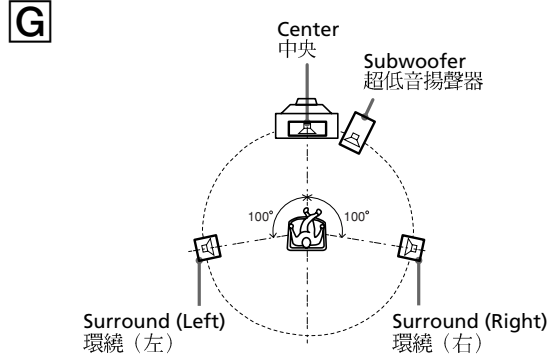 G
Center
中央
Subwoofer
超低音揚聲器
100°
100°
Surround (Left)
環繞（左）
Surround (Right)
環繞（右）